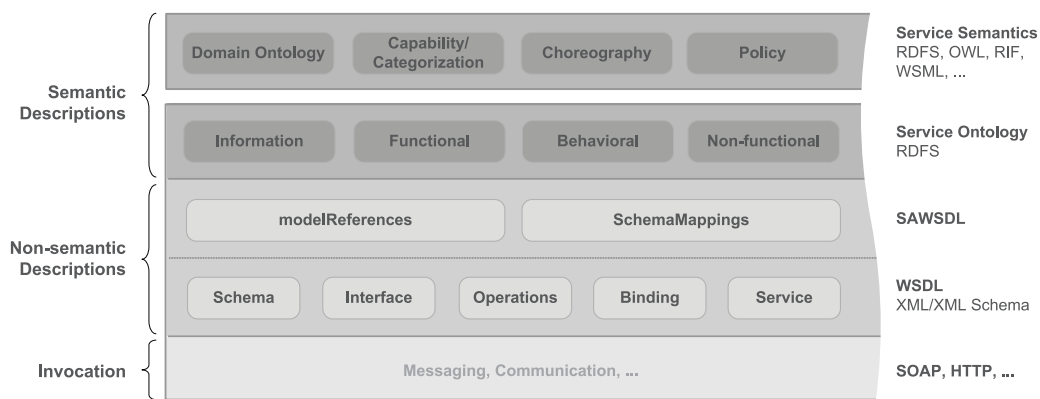 Semantic
Descriptions
Domain Ontology
Capability/
Categorization
Choreography
Policy
Service Semantics
RDFS, OWL, RIF,
WSML, ...
Information
Functional
Behavioral
Non-functional
Service Ontology
RDFS
Non-semantic
Descriptions
modelReferences
SchemaMappings
SAWSDL
Schema
Interface
Operations
Binding
Service
WSDL
XML/XML Schema
Invocation
Messaging, Communication, ...
SOAP, HTTP, ...